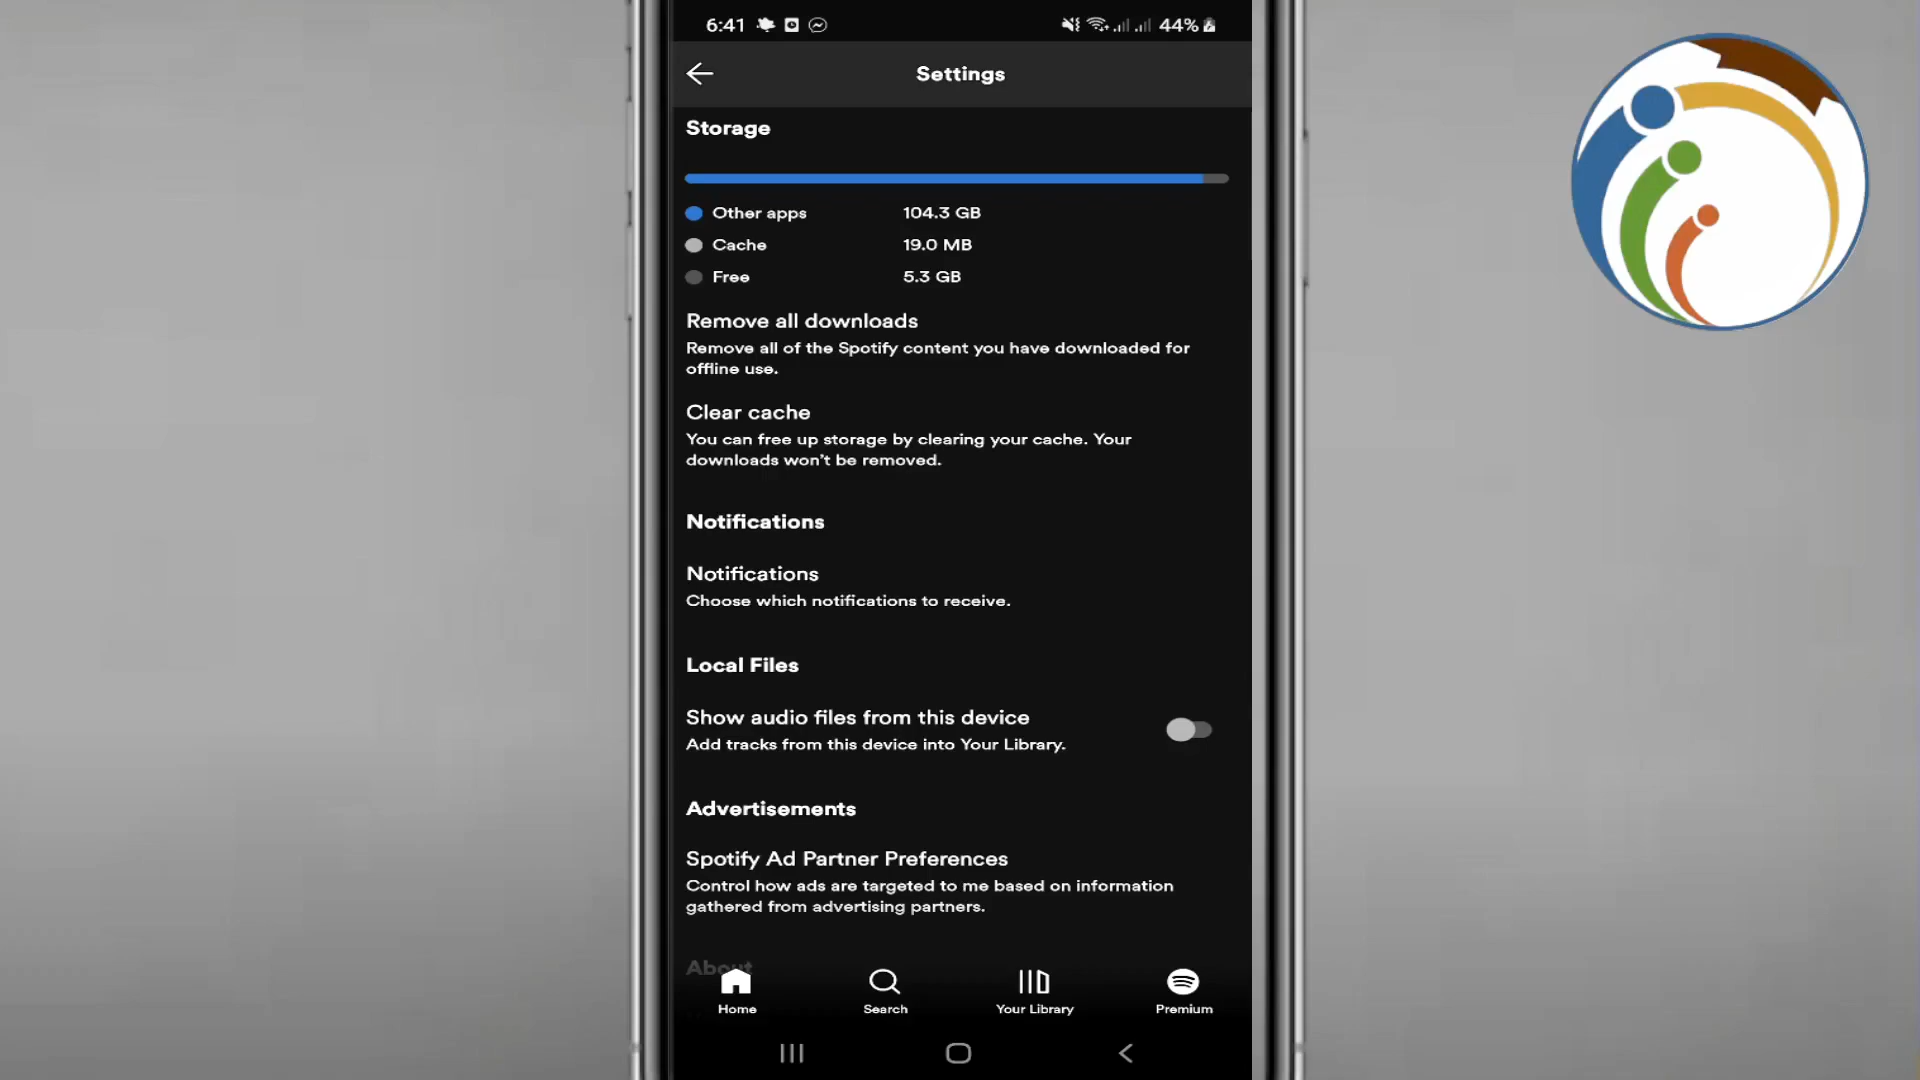 6:41
44%
Settings
Storage
Other apps 104.3 GB
Cache 19.0 MB
Free 5.3 GB
Remove all downloads
Remove all of the Spotify content you have downloaded for
offline use.
Clear cache
You can free up storage by clearing your cache. Your
downloads won't be removed.
Notifications
Notifications
Choose which notifications to receive.
Local Files
Show audio files from this device
Add tracks from this device into Your Library.
Advertisements
Spotify Ad Partner Preferences
Control how ads are targeted to me based on information
gathered from advertising partners.
About
Home Search Your Library Premium